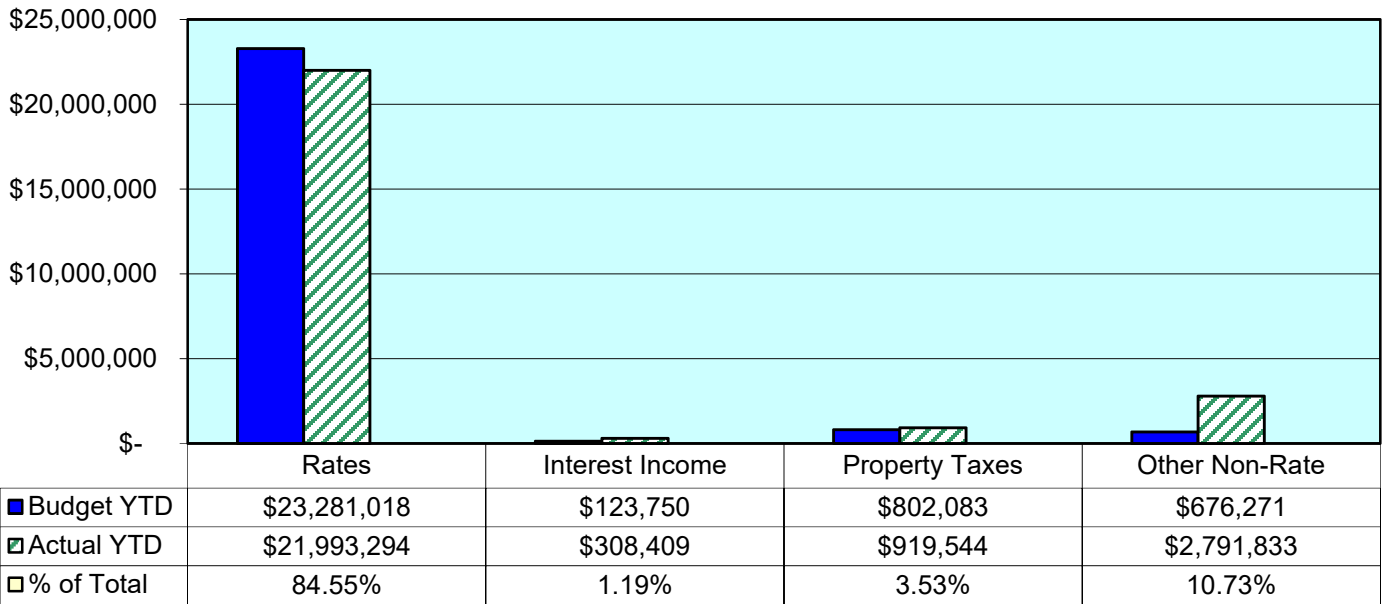 $25,000,000
$20,000,000
$15,000,000
$10,000,000
$5,000,000
$-
Rates Interest Income Property Taxes Other Non-Rate
Budget YTD $23,281,018 $123,750 $802,083 $676,271
Actual YTD $21,993,294 $308,409 $919,544 $2,791,833
% of Total 84.55% 1.19% 3.53% 10.73%